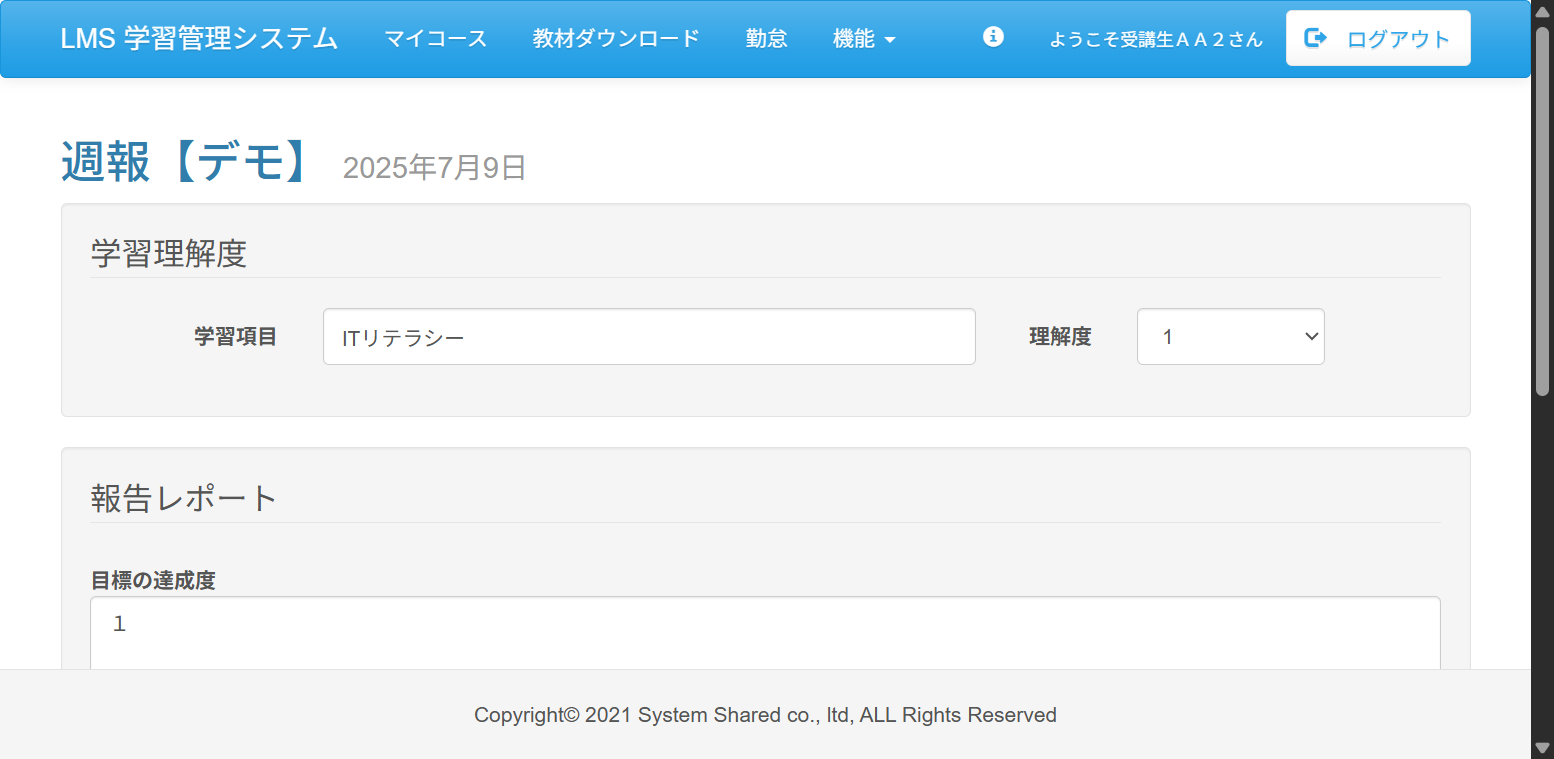 LMS 学習管理システム マイコース 教材ダウンロード 勤怠 機能 ようこそ受講生ＡＡ２さん ログアウト
週報【デモ】 2025年7月9日
学習理解度
学習項目 ITリテラシー 理解度 1
報告レポート
目標の達成度
１
Copyright© 2021 System Shared co., ltd, ALL Rights Reserved